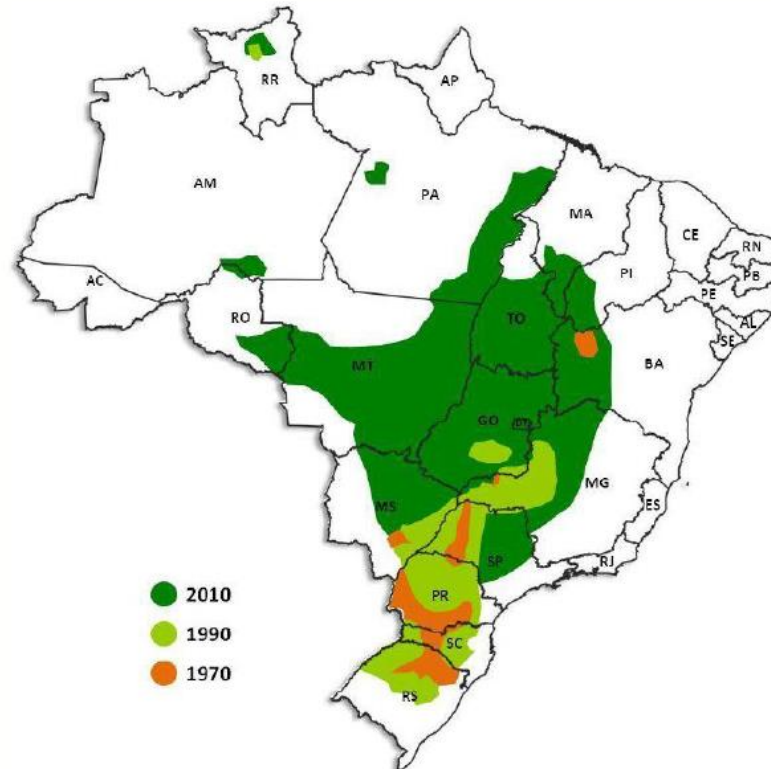 RR
AP
AM
PA
MA
CE
RN
PB
PI
PE
AC
AL
SE
RO
TO
BA
MT
GO
DF
MG
MS
ES
SP
RJ
PR
SC
RS
2010
1990
1970